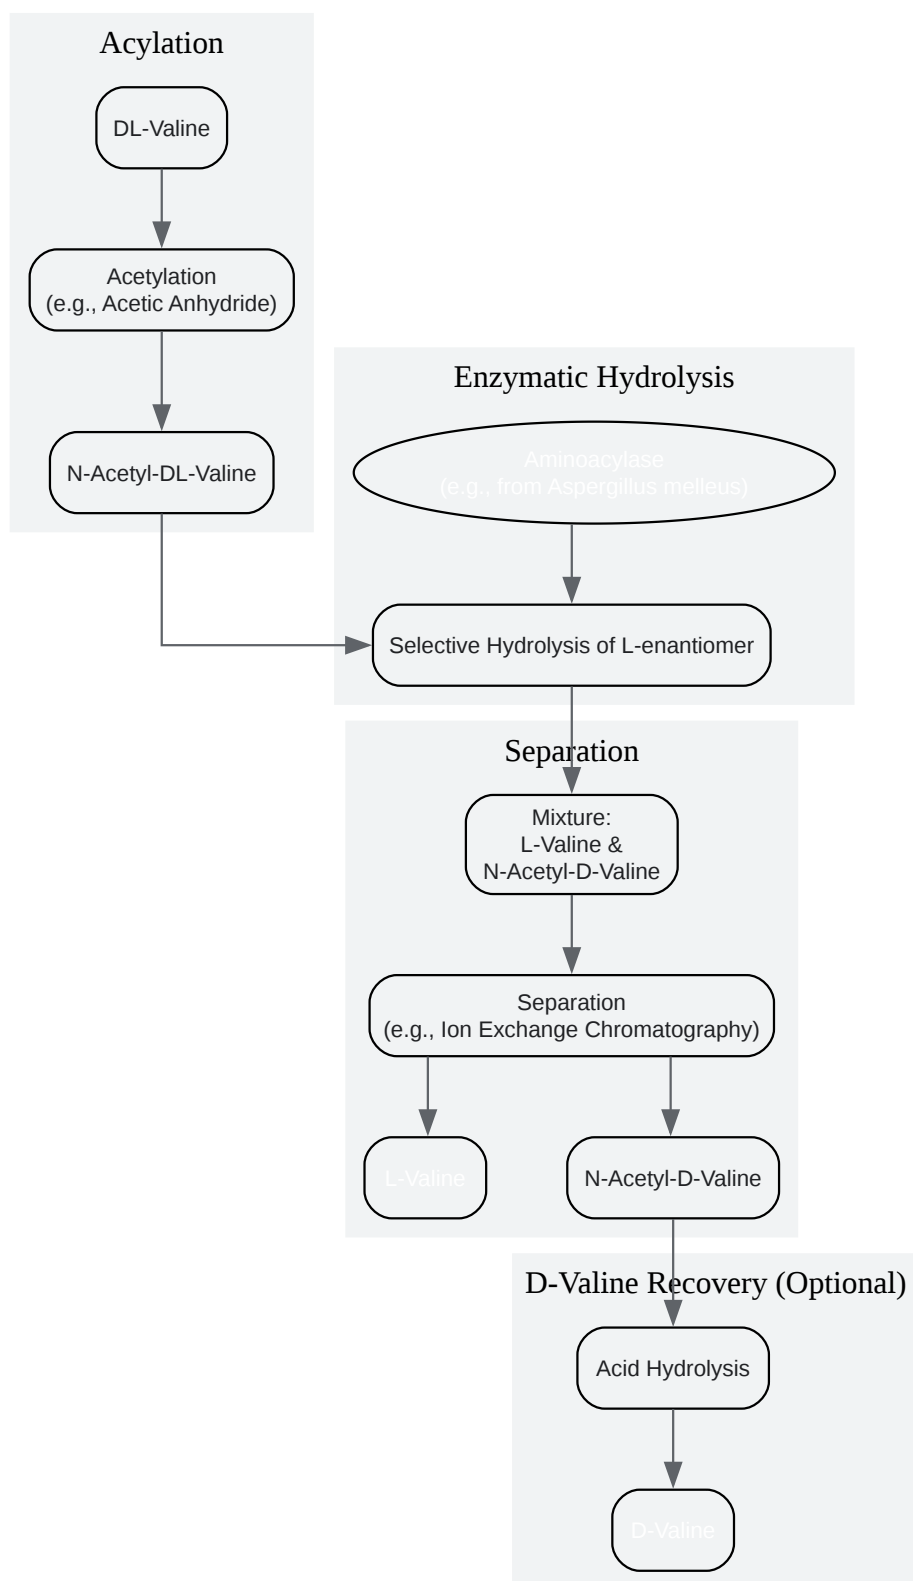 Acylation
DL-Valine
Acetylation
(e.g., Acetic Anhydride)
N-Acetyl-DL-Valine
Enzymatic Hydrolysis
Aminoacylase
(e.g., from Aspergillus melleus)
Selective Hydrolysis of L-enantiomer
Separation
Mixture:
L-Valine &
N-Acetyl-D-Valine
Separation
(e.g., Ion Exchange Chromatography)
L-Valine
N-Acetyl-D-Valine
D-Valine Recovery (Optional)
Acid Hydrolysis
D-Valine